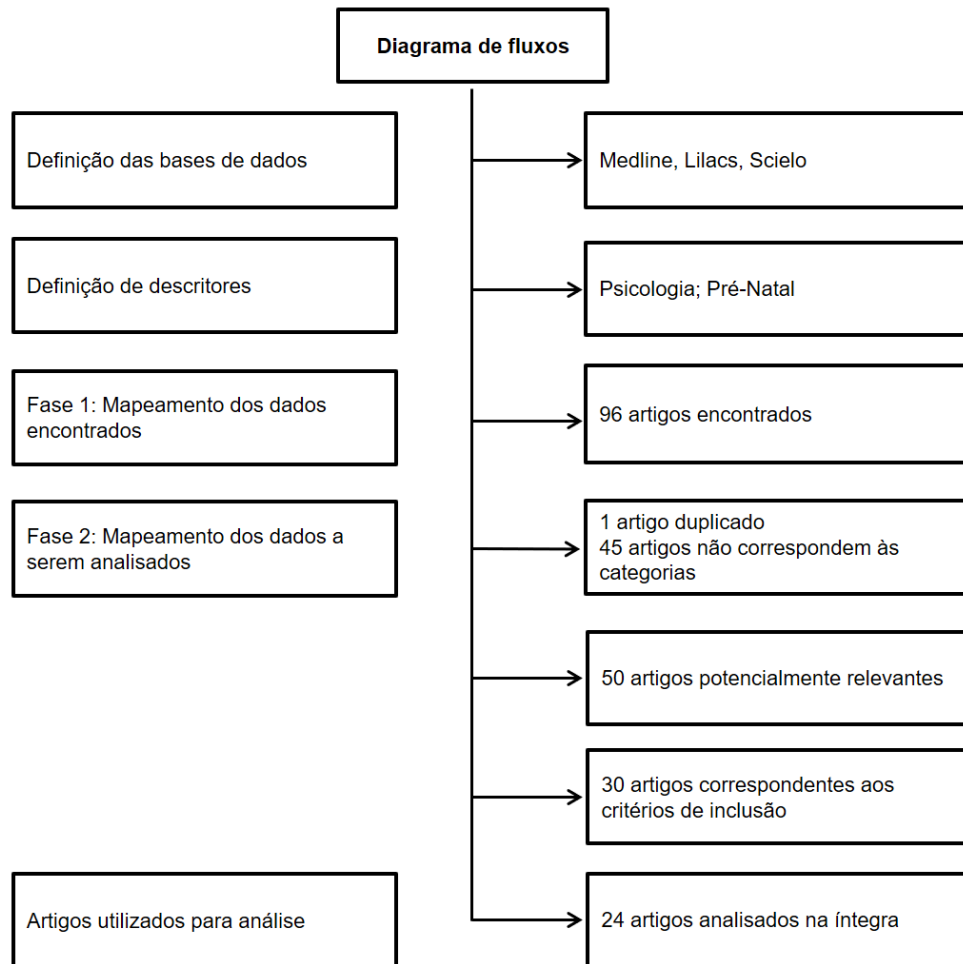 Diagrama de fluxos
Definição das bases de dados
Medline, Lilacs, Scielo
Definição de descritores
Psicologia; Pré-Natal
Fase 1: Mapeamento dos dados
encontrados
96 artigos encontrados
Fase 2: Mapeamento dos dados a
serem analisados
1 artigo duplicado
45 artigos não correspondem às
categorias
50 artigos potencialmente relevantes
30 artigos correspondentes aos
critérios de inclusão
Artigos utilizados para análise
24 artigos analisados na íntegra